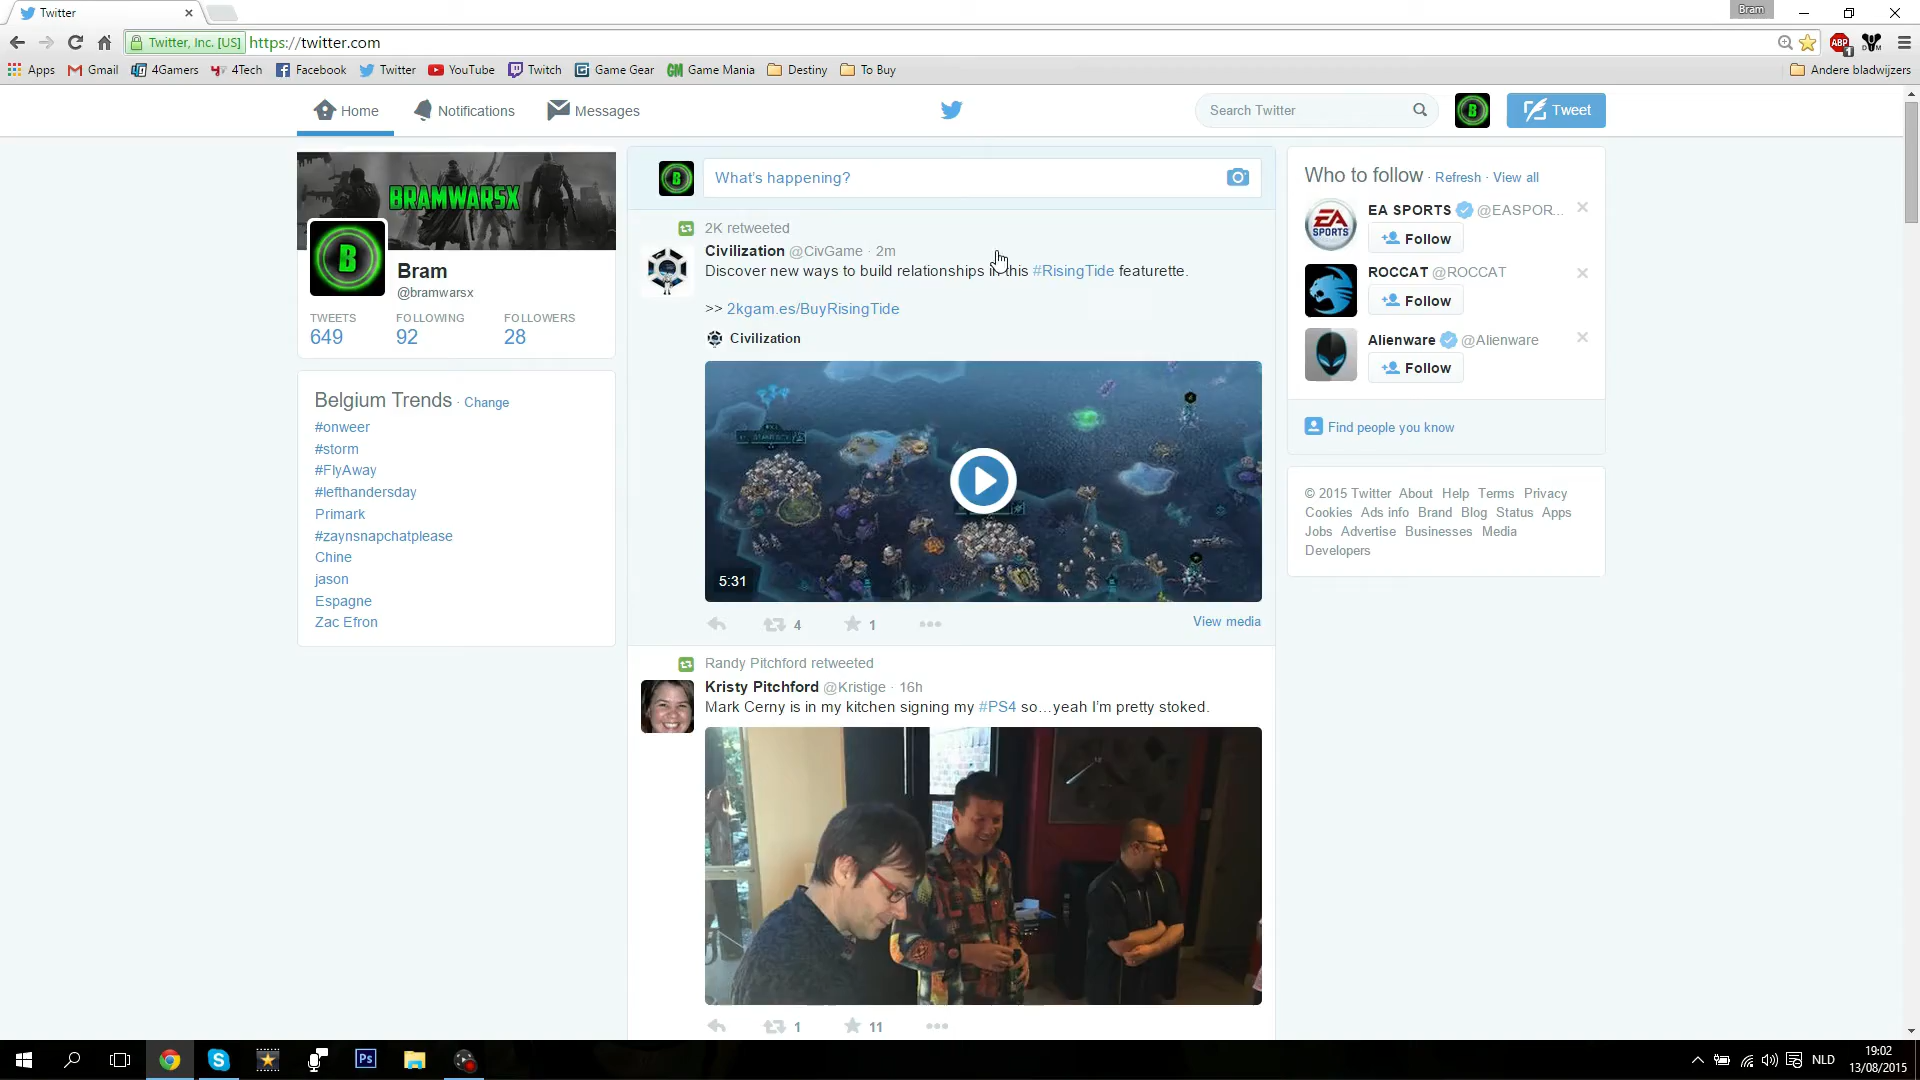 Twitter
Bram
Twitter, Inc. [US] https://twitter.com
ABP 1
Apps Gmail 4Gamers 4Tech Facebook Twitter YouTube Twitch Game Gear GM Game Mania Destiny To Buy Andere bladwijzers
Home Notifications Messages Search Twitter B Tweet
BRAMWARSX
B
Bram
@bramwarsx
TWEETS FOLLOWING FOLLOWERS
649 92 28
Belgium Trends · Change
#onweer
#storm
#FlyAway
#lefthandersday
Primark
#zaynsnapchatplease
Chine
jason
Espagne
Zac Efron
B What's happening?
2K retweeted
Civilization @CivGame · 2m
Discover new ways to build relationships in this #RisingTide featurette.
>> 2kgam.es/BuyRisingTide
Civilization
5:31
4 1 View media
Randy Pitchford retweeted
Kristy Pitchford @Kristige · 16h
Mark Cerny is in my kitchen signing my #PS4 so…yeah I'm pretty stoked.
1 11
Who to follow · Refresh · View all
EA SPORTS
EA SPORTS @EASPOR...
Follow
ROCCAT @ROCCAT
Follow
Alienware @Alienware
Follow
Find people you know
© 2015 Twitter About Help Terms Privacy
Cookies Ads info Brand Blog Status Apps
Jobs Advertise Businesses Media
Developers
Ps
NLD
19:02
13/08/2015